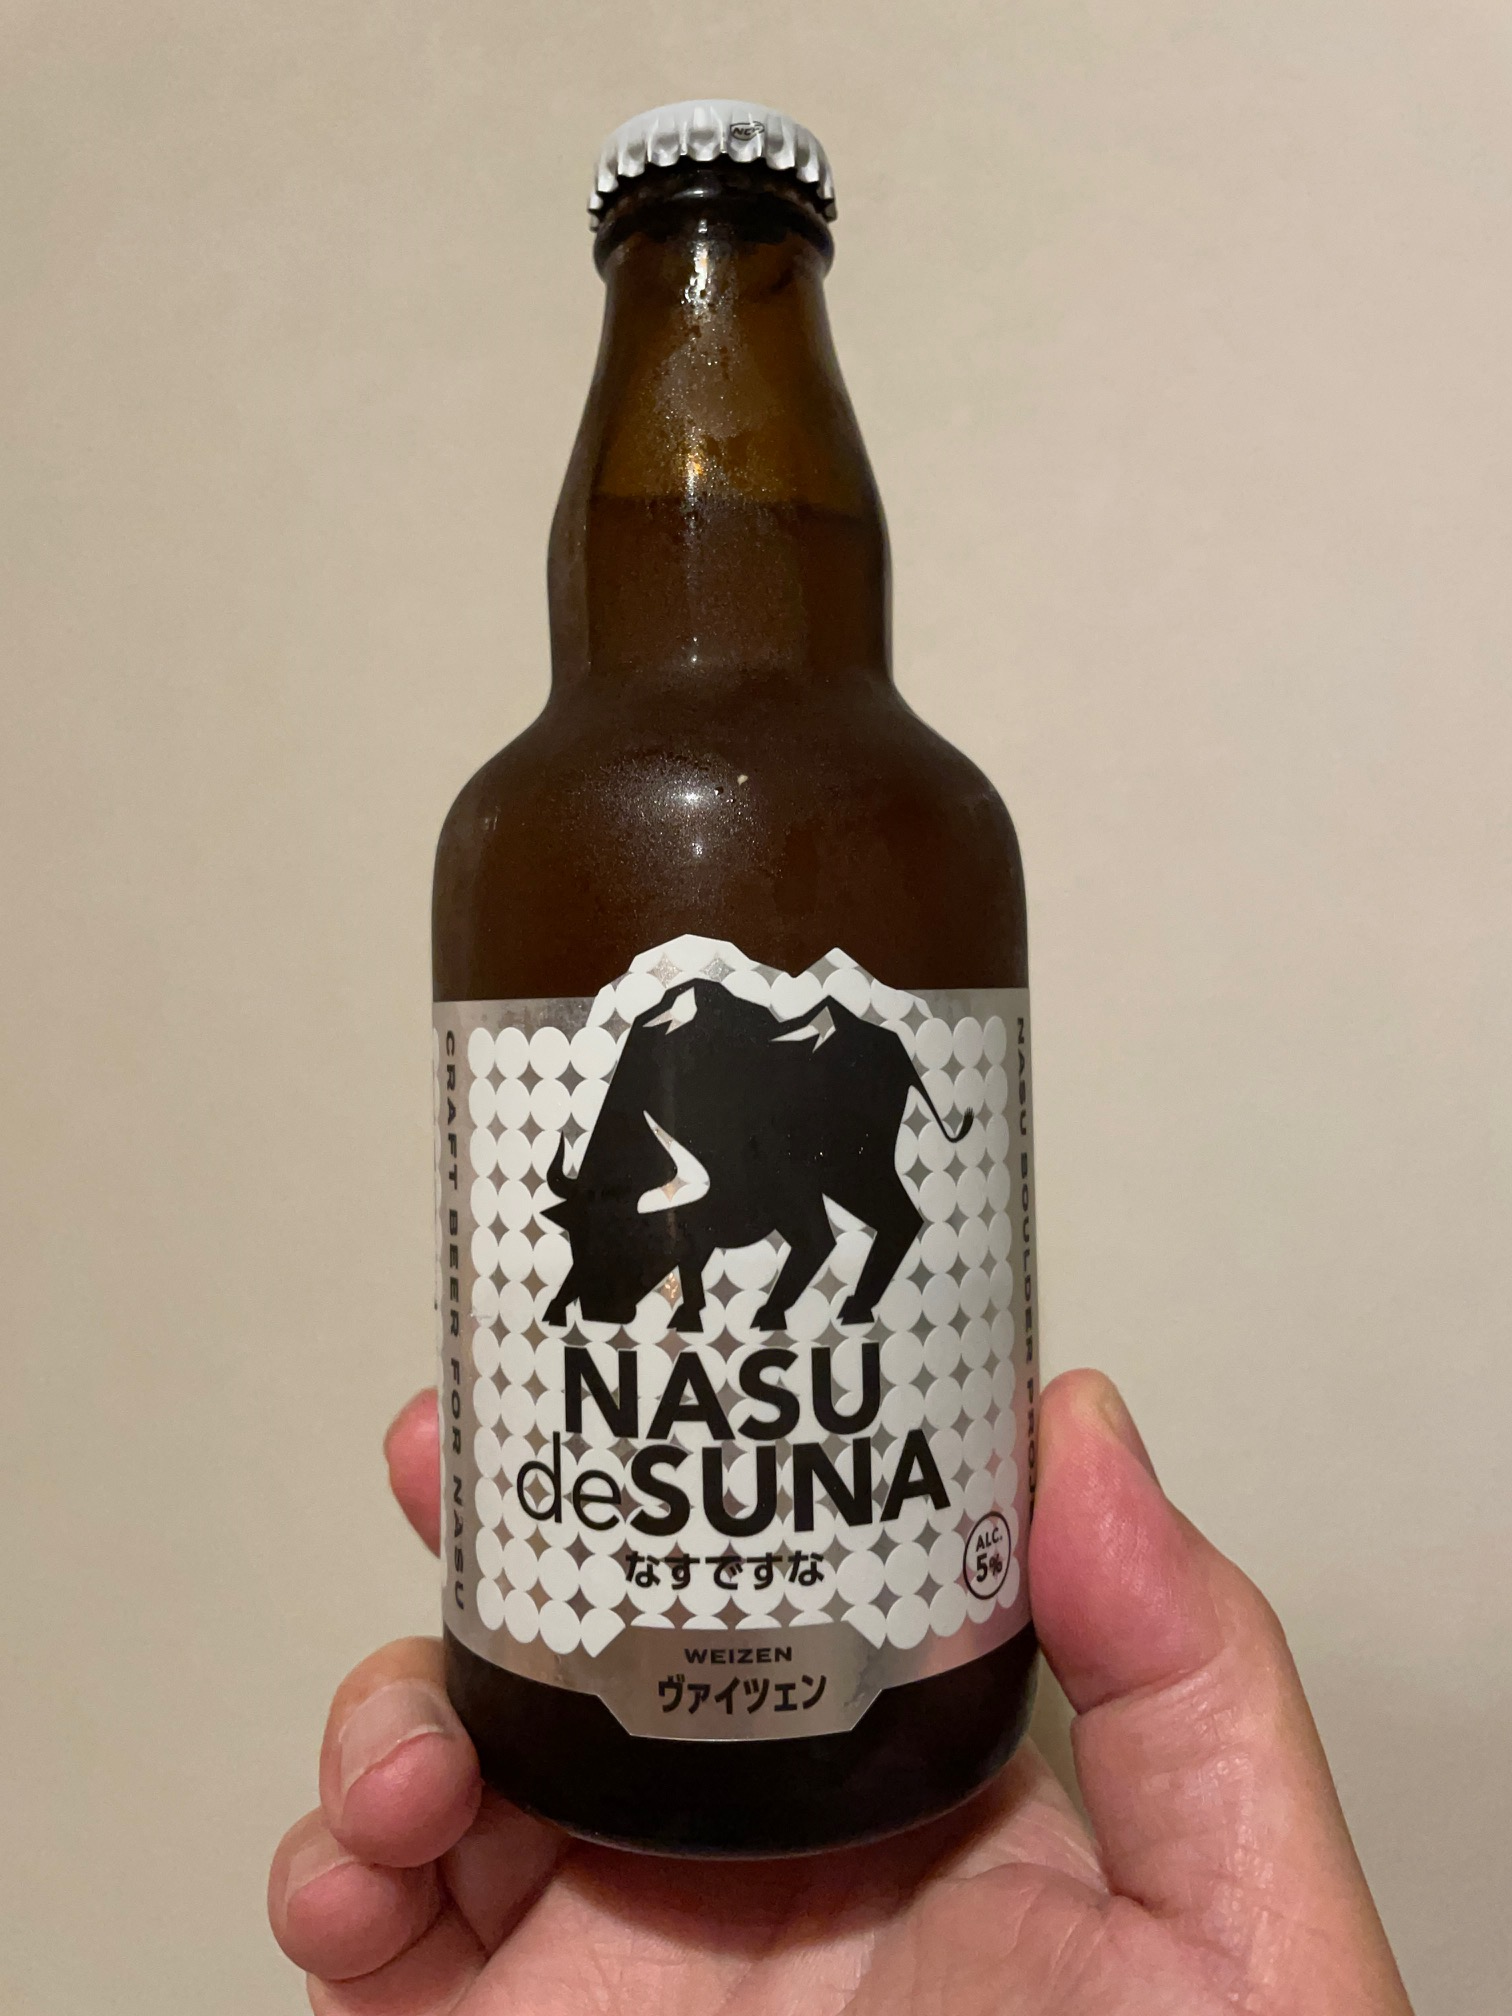 CRAFT BEER FOR NASU
NASU
deSUNA
なすですな
ALC.
5%
WEIZEN
ヴァイツェン
NASU BOULDER